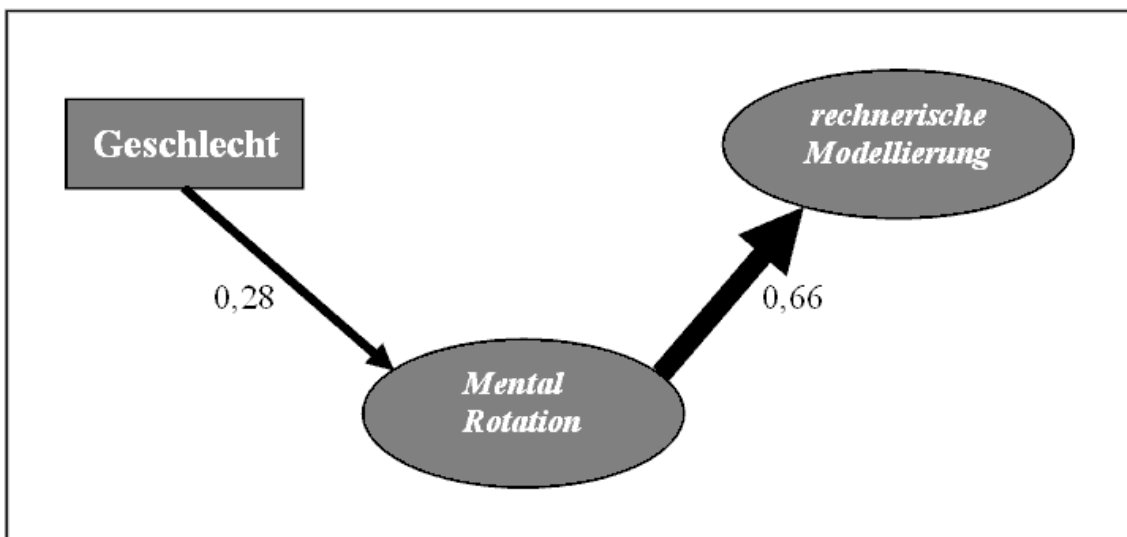 Geschlecht
rechnerische
Modellierung
0,28
0,66
Mental
Rotation